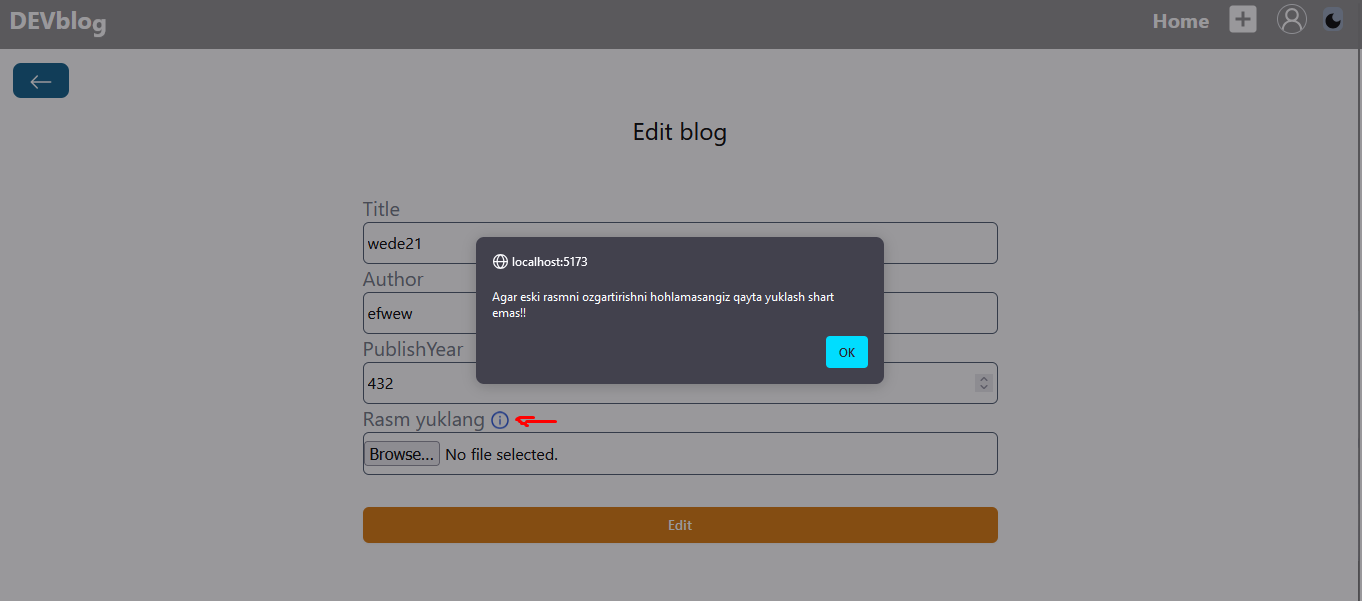 DEVblog
Home
Edit blog
Title
wede21
localhost:5173
Agar eski rasmni ozgartirishni hohlamasangiz qayta yuklash shart
emas!!
OK
Author
efwew
PublishYear
432
Rasm yuklang
Browse... No file selected.
Edit